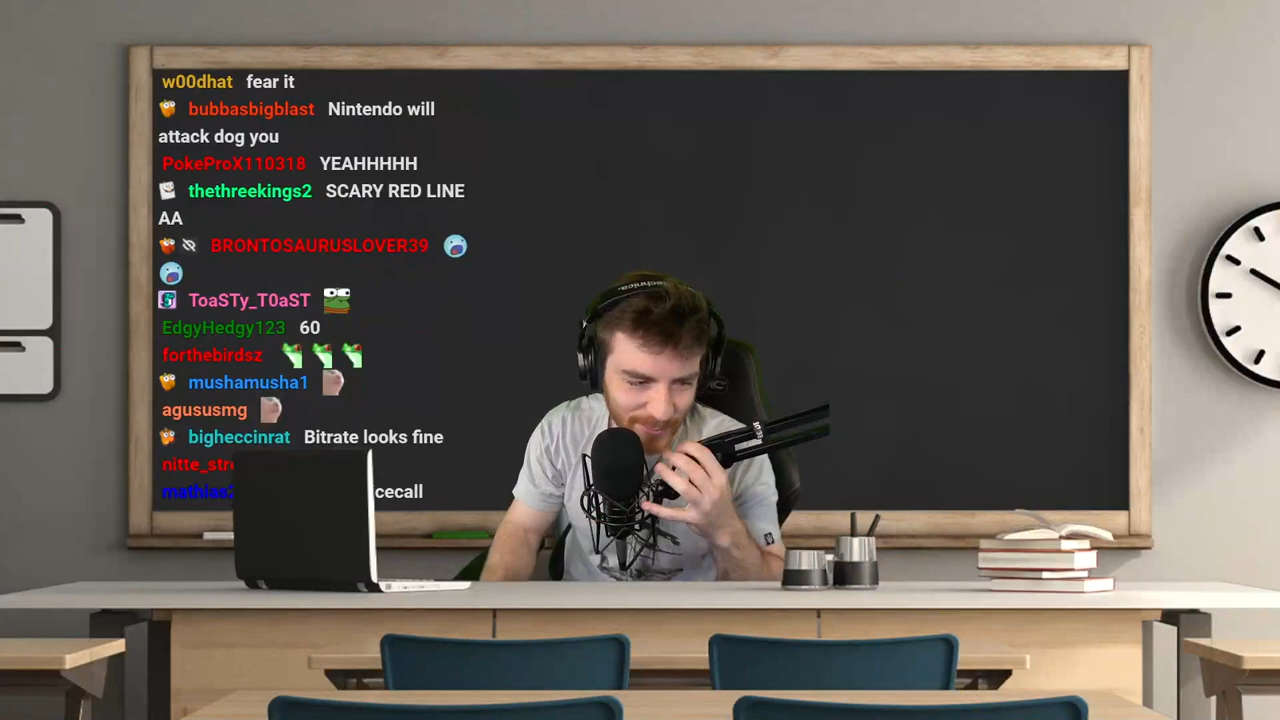 w00dhat fear it
bubbasbigblast Nintendo will
attack dog you
PokeProX110318 YEAHHHHH
thethreekings2 SCARY RED LINE
AA
BRONTOSAURUSLOVER39
ToaSTy_T0aST
EdgyHedgy123 60
forthebirdsz
mushamusha1
agususmg
bigheccinrat Bitrate looks fine